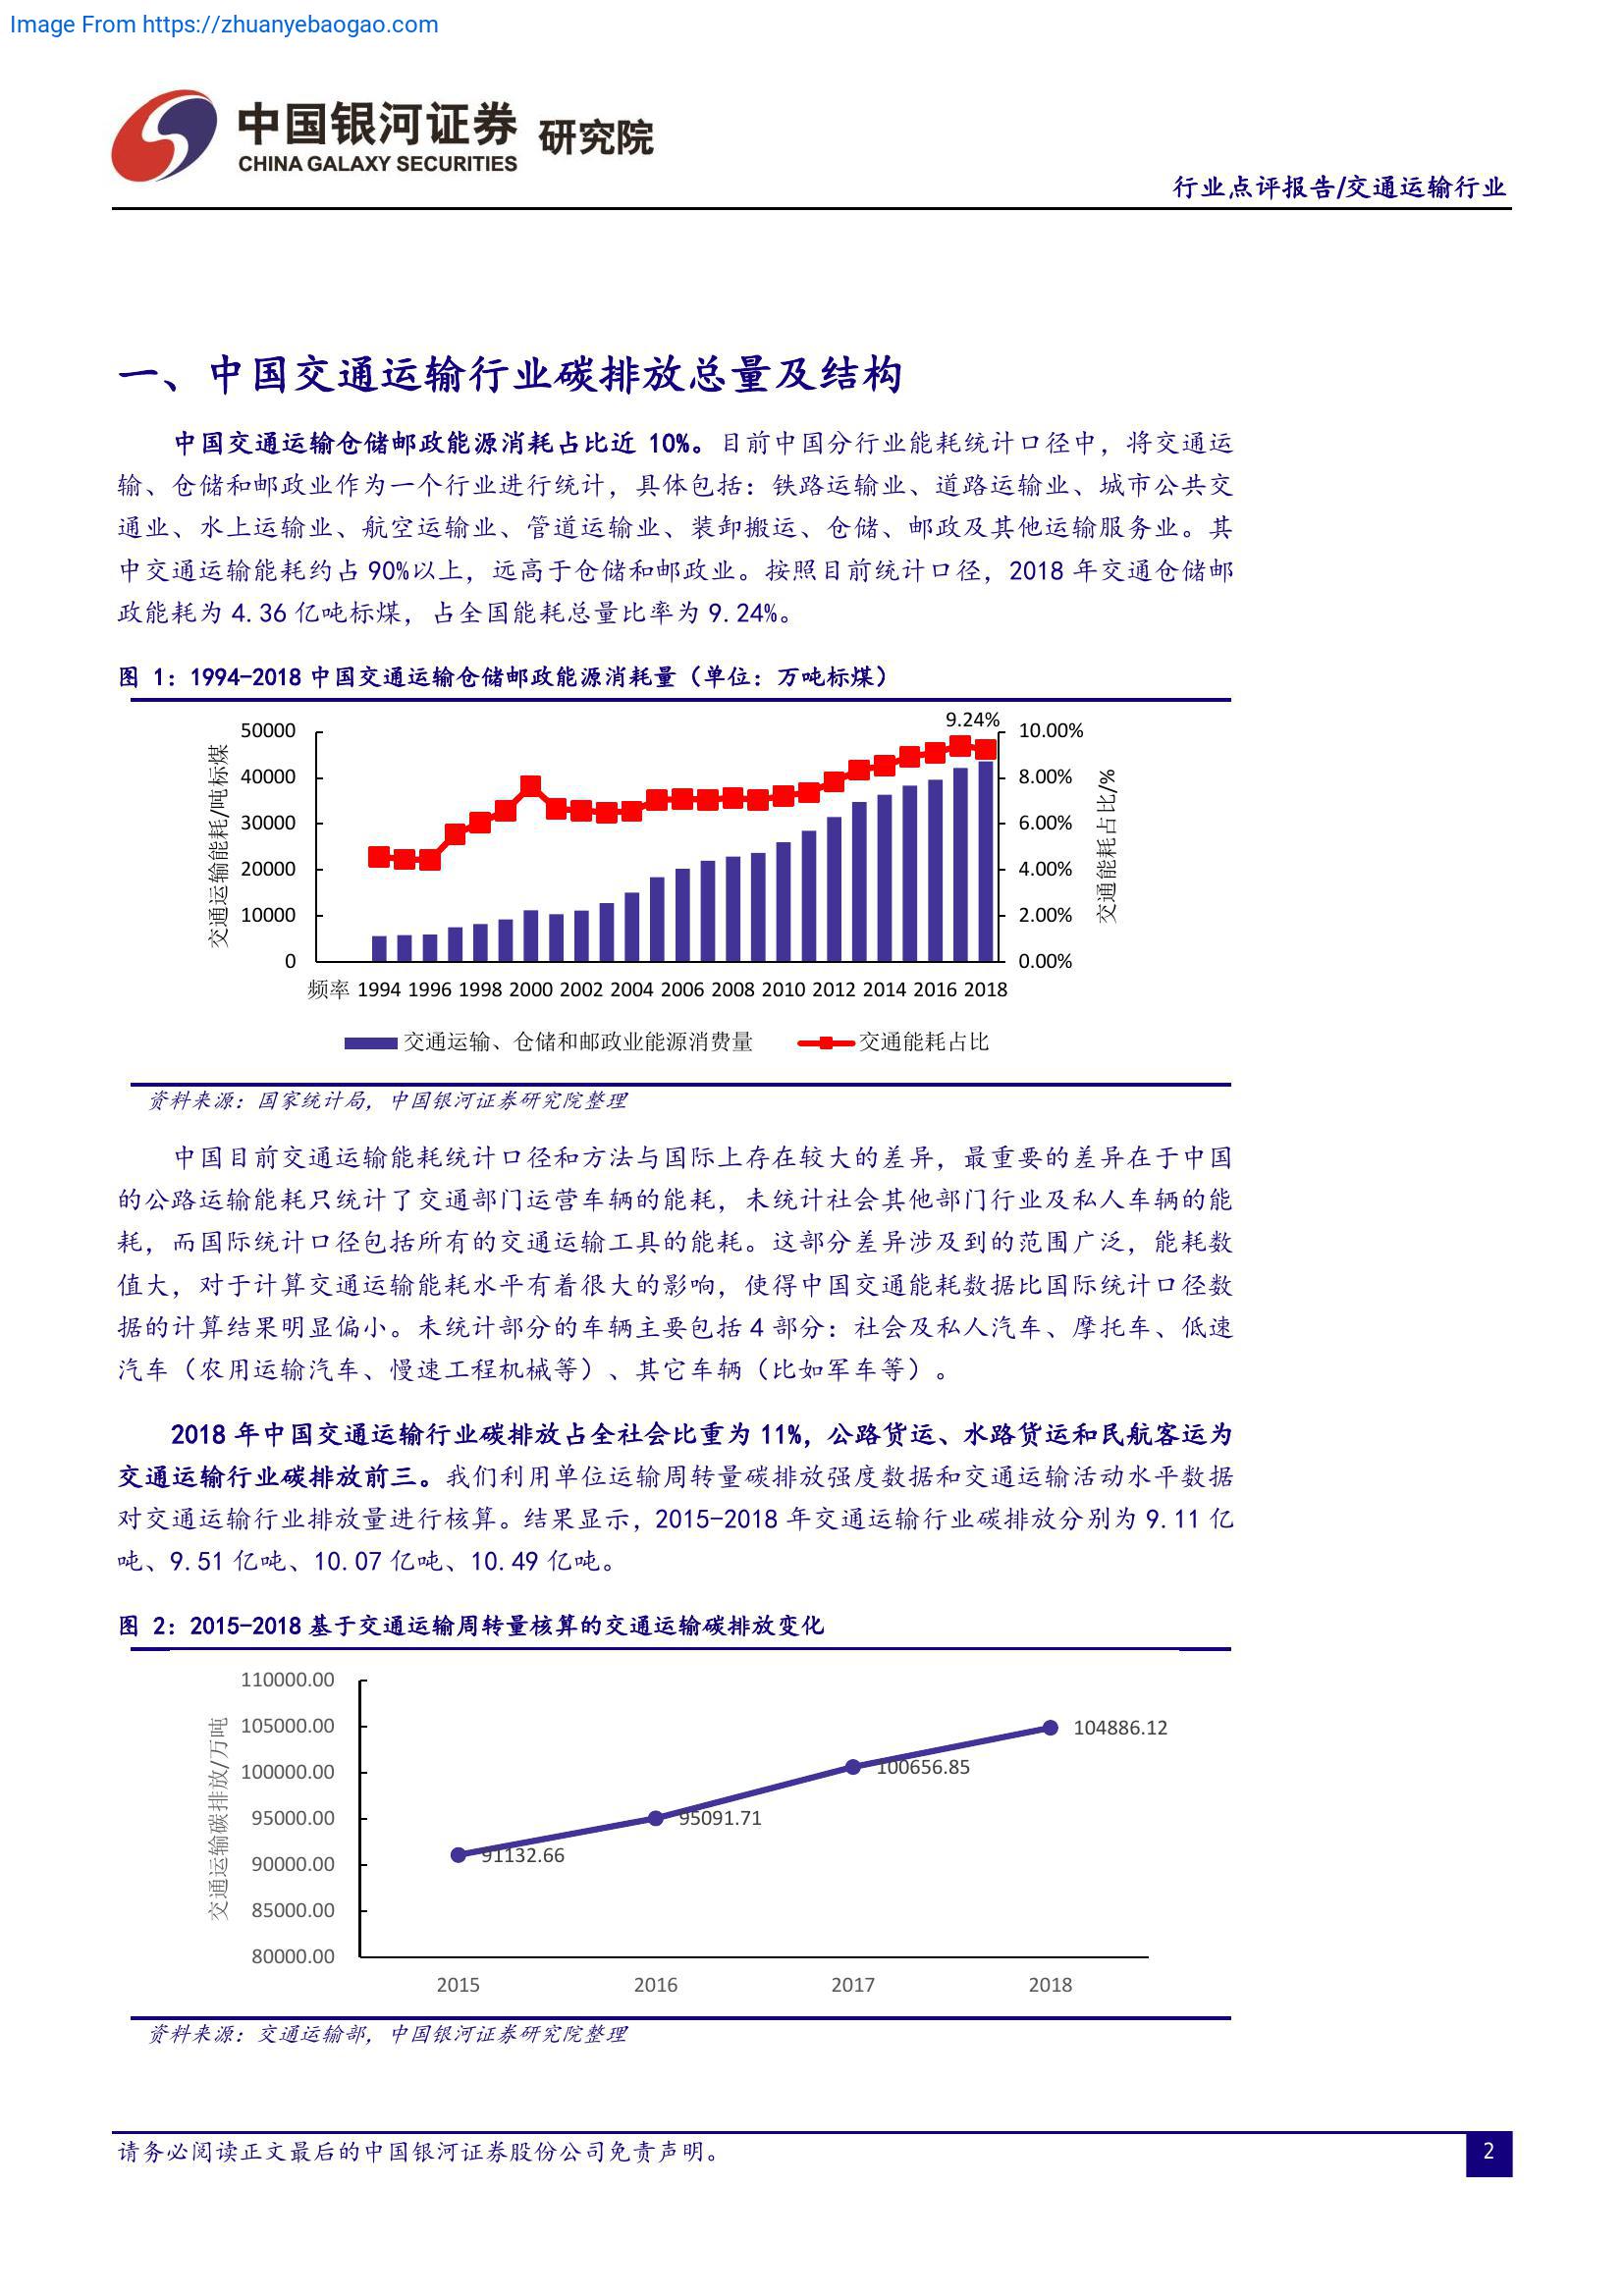 Image From https://zhuanyebaogao.com
中国银河证券 研究院
CHINA GALAXY SECURITIES
行业点评报告/交通运输行业
一、中国交通运输行业碳排放总量及结构
中国交通运输仓储邮政能源消耗占比近 10%。目前中国分行业能耗统计口径中，将交通运
输、仓储和邮政业作为一个行业进行统计，具体包括：铁路运输业、道路运输业、城市公共交
通业、水上运输业、航空运输业、管道运输业、装卸搬运、仓储、邮政及其他运输服务业。其
中交通运输能耗约占 90%以上，远高于仓储和邮政业。按照目前统计口径，2018 年交通仓储邮
政能耗为 4.36 亿吨标煤，占全国能耗总量比率为 9.24%。
图 1：1994-2018 中国交通运输仓储邮政能源消耗量（单位：万吨标煤）
交通运输能耗/吨标煤
50000
40000
30000
20000
10000
0
9.24%
10.00%
8.00%
6.00%
4.00%
2.00%
0.00%
交通能耗占比/%
频率 1994 1996 1998 2000 2002 2004 2006 2008 2010 2012 2014 2016 2018
交通运输、仓储和邮政业能源消费量 交通能耗占比
资料来源：国家统计局，中国银河证券研究院整理
中国目前交通运输能耗统计口径和方法与国际上存在较大的差异，最重要的差异在于中国
的公路运输能耗只统计了交通部门运营车辆的能耗，未统计社会其他部门行业及私人车辆的能
耗，而国际统计口径包括所有的交通运输工具的能耗。这部分差异涉及到的范围广泛，能耗数
值大，对于计算交通运输能耗水平有着很大的影响，使得中国交通能耗数据比国际统计口径数
据的计算结果明显偏小。未统计部分的车辆主要包括 4 部分：社会及私人汽车、摩托车、低速
汽车（农用运输汽车、慢速工程机械等）、其它车辆（比如军车等）。
2018 年中国交通运输行业碳排放占全社会比重为 11%，公路货运、水路货运和民航客运为
交通运输行业碳排放前三。我们利用单位运输周转量碳排放强度数据和交通运输活动水平数据
对交通运输行业排放量进行核算。结果显示，2015-2018 年交通运输行业碳排放分别为 9.11 亿
吨、9.51 亿吨、10.07 亿吨、10.49 亿吨。
图 2：2015-2018 基于交通运输周转量核算的交通运输碳排放变化
交通运输碳排放/万吨
110000.00
105000.00
100000.00
95000.00
90000.00
85000.00
80000.00
91132.66
95091.71
100656.85
104886.12
2015 2016 2017 2018
资料来源：交通运输部，中国银河证券研究院整理
请务必阅读正文最后的中国银河证券股份公司免责声明。
2